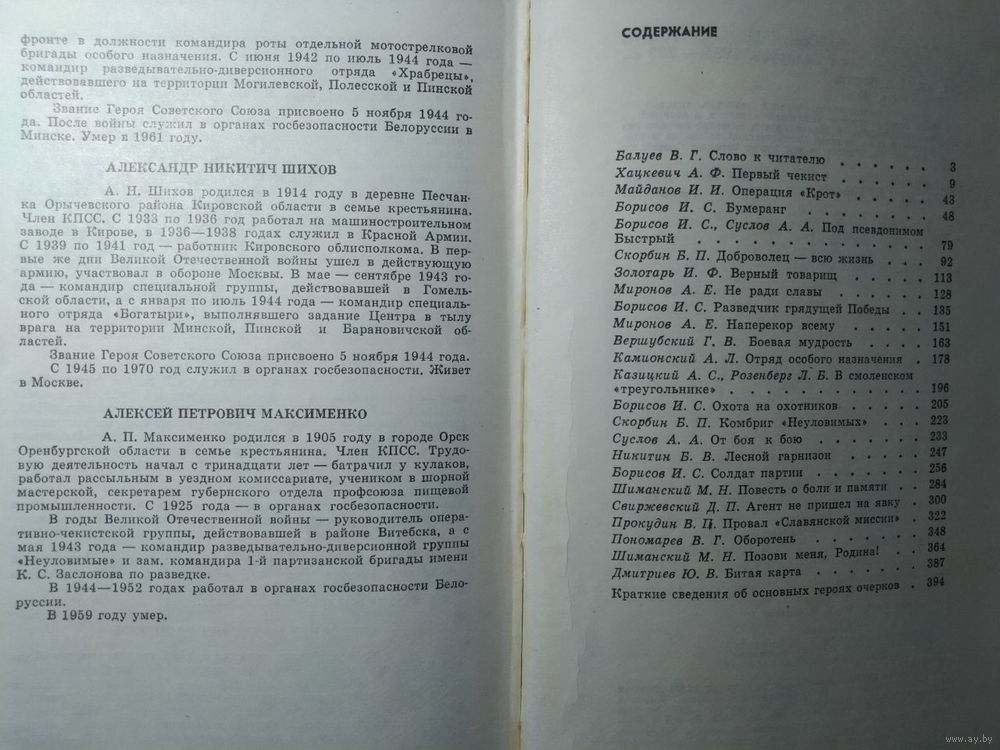 фронте в должности командира роты отдельной мотострелковой
бригады особого назначения. С июня 1942 по июль 1944 года —
командир разведывательно-диверсионного отряда «Храбрецы»,
действовавшего на территории Могилевской, Полесской и Пинской
областей.
Звание Героя Советского Союза присвоено 5 ноября 1944 го-
да. После войны служил в органах госбезопасности Белоруссии в
Минске. Умер в 1961 году.
АЛЕКСАНДР НИКИТИЧ ШИХОВ
А. Н. Шихов родился в 1914 году в деревне Песчан-
ка Орычевского района Кировской области в семье крестьянина.
Член КПСС. С 1933 по 1936 год работал на машиностроительном
заводе в Кирове, в 1936—1938 годах служил в Красной Армии.
С 1939 по 1941 год — работник Кировского облисполкома. В пер-
вые же дни Великой Отечественной войны ушел в действующую
армию, участвовал в обороне Москвы. В мае — сентябре 1943 го-
да — командир специальной группы, действовавшей в Гомель-
ской области, а с января по июль 1944 года — командир специаль-
ного отряда «Богатыри», выполнявшего задание Центра в тылу
врага на территории Минской, Пинской и Барановичской об-
ластей.
Звание Героя Советского Союза присвоено 5 ноября 1944 года.
С 1945 по 1970 год служил в органах госбезопасности. Живет
в Москве.
АЛЕКСЕЙ ПЕТРОВИЧ МАКСИМЕНКО
А. П. Максименко родился в 1905 году в городе Орск
Оренбургской области в семье крестьянина. Член КПСС. Трудо-
вую деятельность начал с тринадцати лет — батрачил у кулаков,
работал рассыльным в уездном комиссариате, учеником в шорной
мастерской, секретарем губернского отдела профсоюза пищевой
промышленности. С 1925 года — в органах госбезопасности.
В годы Великой Отечественной войны — руководитель опера-
тивно-чекистской группы, действовавшей в районе Витебска, а с
мая 1943 года — командир разведывательно-диверсионной группы
«Неуловимые» и зам. командира 1-й партизанской бригады имени
К. С. Заслонова по разведке.
В 1944—1952 годах работал в органах госбезопасности Бело-
руссии.
В 1959 году умер.
СОДЕРЖАНИЕ
Балуев В. Г. Слово к читателю . . . . . . 3
Хацкевич А. Ф. Первый чекист . . . . . . 9
Майданов И. И. Операция «Крот» . . . . . 43
Борисов И. С. Бумеранг . . . . . . . . 48
Борисов И. С., Суслов А. А. Под псевдонимом
Быстрый . . . . . . . . . . . . . 79
Скорбин Б. П. Доброволец — всю жизнь . . . 92
Золотарь И. Ф. Верный товарищ . . . . . 113
Миронов А. Е. Не ради славы . . . . . . 128
Борисов И. С. Разведчик грядущей Победы . . 135
Миронов А. Е. Наперекор всему . . . . . 151
Вершубский Г. В. Боевая мудрость . . . . 163
Камионский А. Л. Отряд особого назначения . 178
Казицкий А. С., Розенберг Л. Б. В смоленском
«треугольнике» . . . . . . . . . . . 196
Борисов И. С. Охота на охотников . . . . . 205
Скорбин Б. П. Комбриг «Неуловимых» . . . 223
Суслов А. А. От боя к бою . . . . . . . 233
Никитин Б. В. Лесной гарнизон . . . . . 247
Борисов И. С. Солдат партии . . . . . . 256
Шиманский М. Н. Повесть о боли и памяти . . 284
Свиржевский Д. П. Агент не пришел на явку . 300
Прокудин В. Ц. Провал «Славянской миссии» . 322
Пономарев В. Г. Оборотень . . . . . . . 348
Шиманский М. Н. Позови меня, Родина! . . . 364
Дмитриев Ю. В. Битая карта . . . . . . . 387
Краткие сведения об основных героях очерков . 394
www.ay.by